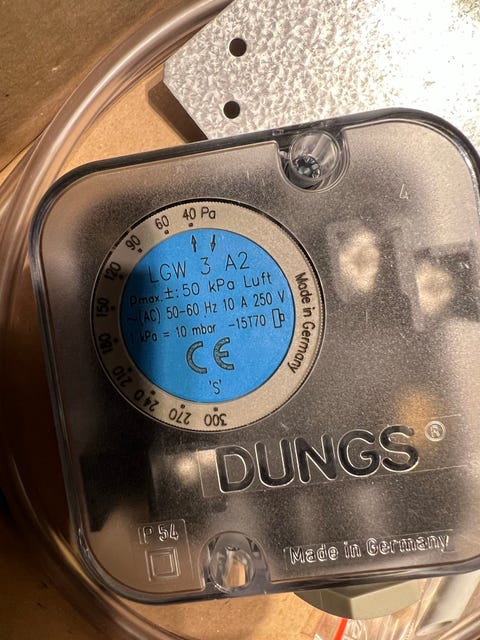 40 Pa
60
90
120
150
180
210
240
270
300
LGW 3 A2
Pmax. ±: 50 kPa Luft
~(AC) 50-60 Hz 10 A 250 V
1 kPa = 10 mbar -15T70
CE
'S'
Made in Germany
4
DUNGS®
IP 54
Made in Germany